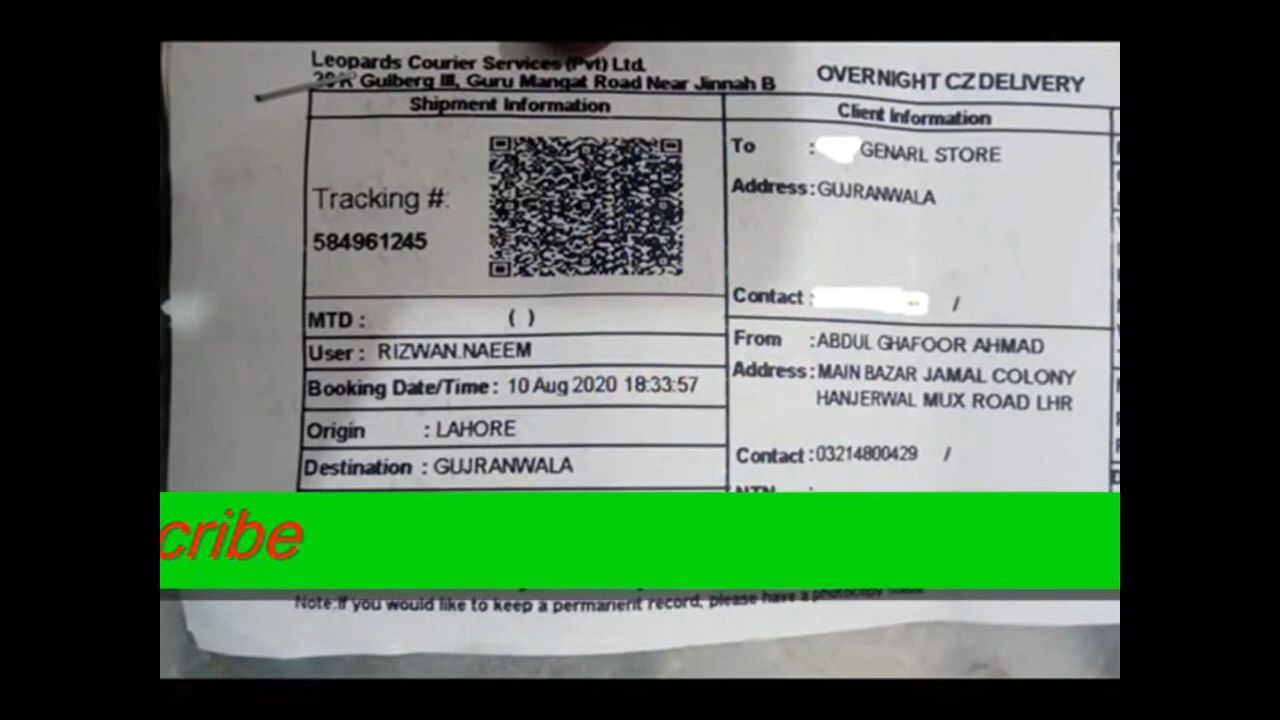 Leopards Courier Services (Pvt) Ltd.
Gulberg III, Guru Mangat Road Near Jinnah B
OVERNIGHT CZ DELIVERY
Shipment Information
Tracking #:
584961245
MTD : ( )
User : RIZWAN.NAEEM
Booking Date/Time : 10 Aug 2020 18:33:57
Origin : LAHORE
Destination : GUJRANWALA
Client Information
To : GENARL STORE
Address : GUJRANWALA
Contact : /
From : ABDUL GHAFOOR AHMAD
Address : MAIN BAZAR JAMAL COLONY
HANJERWAL MUX ROAD LHR
Contact : 03214800429 /
cribe
Note:If you would like to keep a permanent record, please have a photocopy